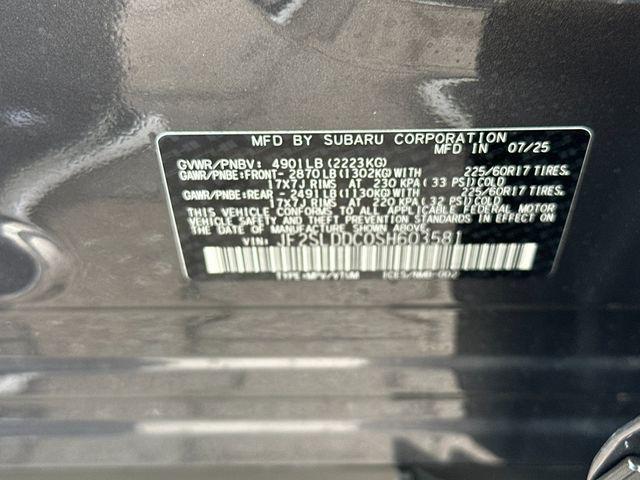 MFD BY SUBARU CORPORATION
MFD IN 07/25
GVWR/PNBV: 4901LB(2223KG)
GAWR/PNBE:FRONT- 2870LB(1302KG)WITH 225/60R17 TIRES.
17X7J RIMS AT 230 KPA(33 PSI)COLD
GAWR/PNBE:REAR - 2491LB(1130KG)WITH 225/60R17 TIRES.
17X7J RIMS AT 220 KPA(32 PSI)COLD
THIS VEHICLE CONFORMS TO ALL APPLICABLE FEDERAL MOTOR
VEHICLE SAFETY AND THEFT PREVENTION STANDARDS IN EFFECT ON
THE DATE OF MANUFACTURE SHOWN ABOVE.
VIN: JF2SLDDC0SH603581